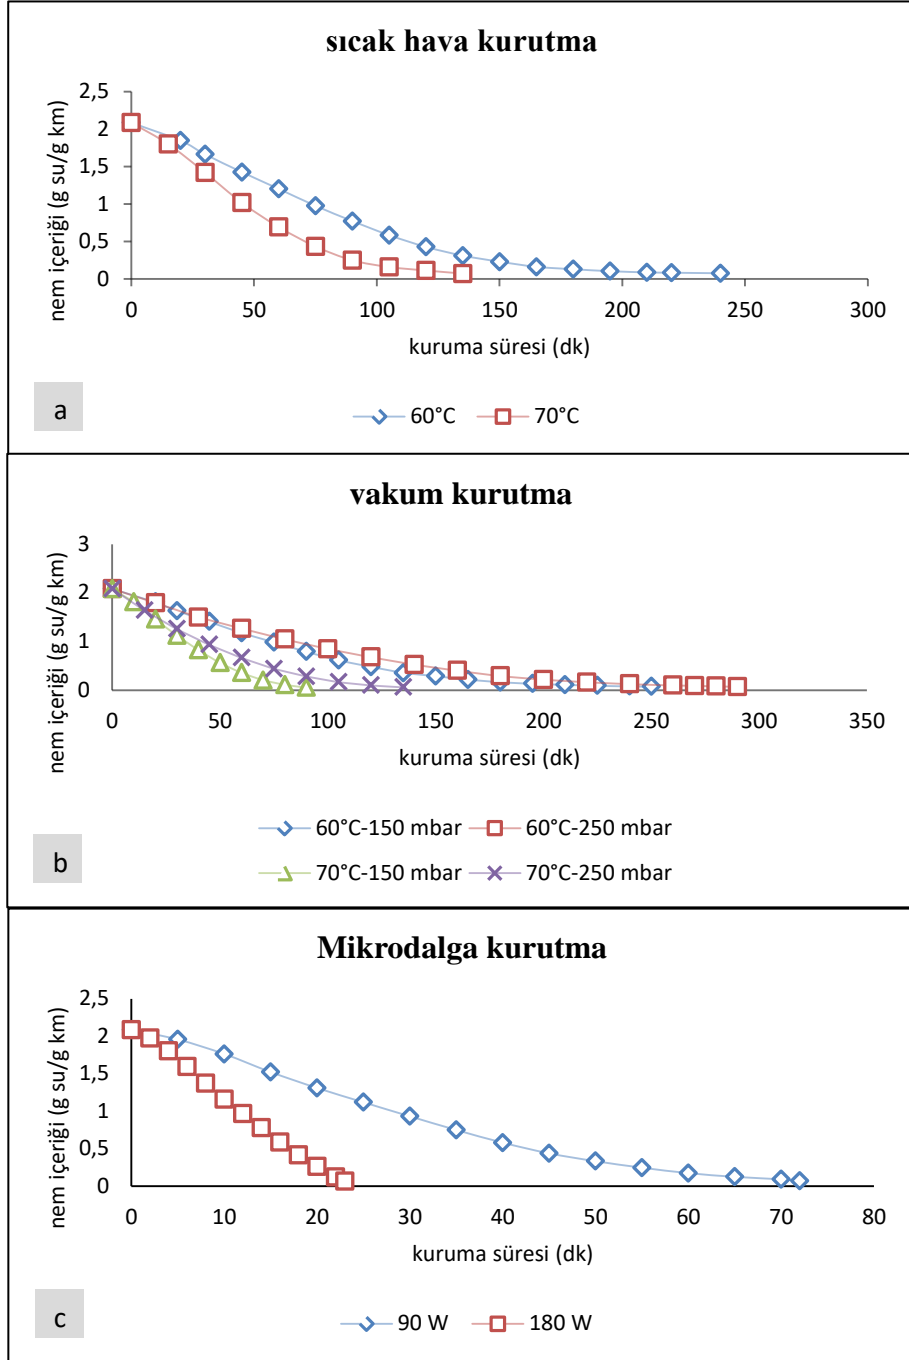 sıcak hava kurutma
nem içeriği (g su/g km)
2,5
2
1,5
1
0,5
0
0 50 100 150 200 250 300
kuruma süresi (dk)
60°C 70°C
a
vakum kurutma
nem içeriği (g su/g km)
3
2
1
0
0 50 100 150 200 250 300 350
kuruma süresi (dk)
60°C-150 mbar 60°C-250 mbar
70°C-150 mbar 70°C-250 mbar
b
Mikrodalga kurutma
nem içeriği (g su/g km)
2,5
2
1,5
1
0,5
0
0 10 20 30 40 50 60 70 80
kuruma süresi (dk)
90 W 180 W
c